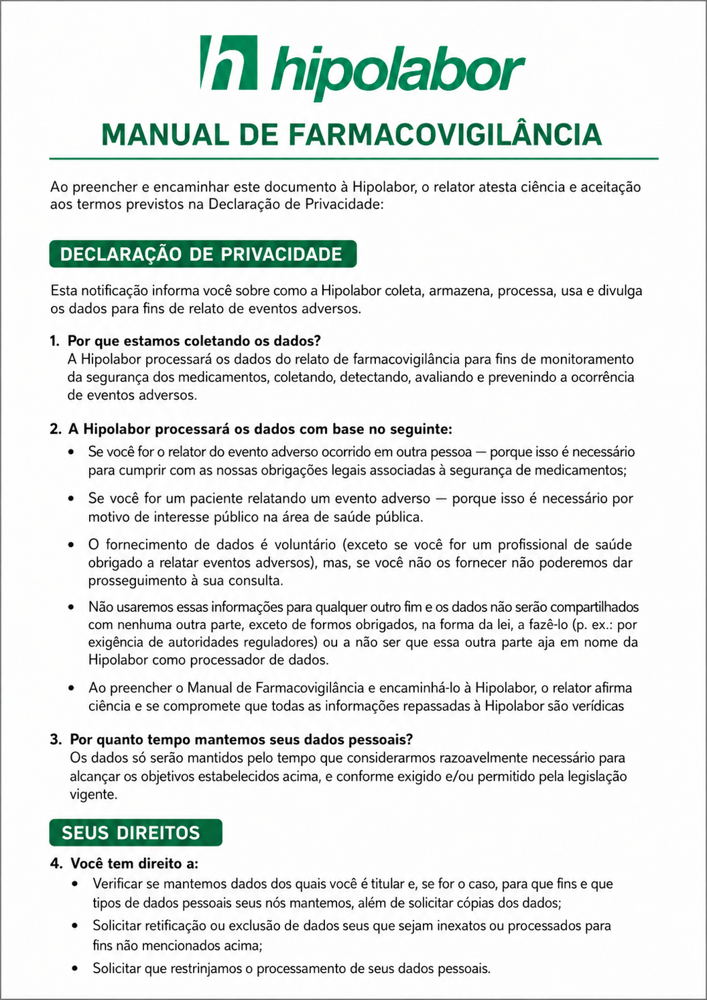 hipolabor
MANUAL DE FARMACOVIGILÂNCIA
Ao preencher e encaminhar este documento à Hipolabor, o relator atesta ciência e aceitação
aos termos previstos na Declaração de Privacidade:
DECLARAÇÃO DE PRIVACIDADE
Esta notificação informa você sobre como a Hipolabor coleta, armazena, processa, usa e divulga
os dados para fins de relato de eventos adversos.
1. Por que estamos coletando os dados?
A Hipolabor processará os dados do relato de farmacovigilância para fins de monitoramento
da segurança dos medicamentos, coletando, detectando, avaliando e prevenindo a ocorrência
de eventos adversos.
2. A Hipolabor processará os dados com base no seguinte:
• Se você for o relator do evento adverso ocorrido em outra pessoa — porque isso é necessário
para cumprir com as nossas obrigações legais associadas à segurança de medicamentos;
• Se você for um paciente relatando um evento adverso — porque isso é necessário por
motivo de interesse público na área de saúde pública.
• O fornecimento de dados é voluntário (exceto se você for um profissional de saúde
obrigado a relatar eventos adversos), mas, se você não os fornecer não poderemos dar
prosseguimento à sua consulta.
• Não usaremos essas informações para qualquer outro fim e os dados não serão compartilhados
com nenhuma outra parte, exceto de formos obrigados, na forma da lei, a fazê-lo (p. ex.: por
exigência de autoridades reguladores) ou a não ser que essa outra parte aja em nome da
Hipolabor como processador de dados.
• Ao preencher o Manual de Farmacovigilância e encaminhá-lo à Hipolabor, o relator afirma
ciência e se compromete que todas as informações repassadas à Hipolabor são verídicas
3. Por quanto tempo mantemos seus dados pessoais?
Os dados só serão mantidos pelo tempo que considerarmos razoavelmente necessário para
alcançar os objetivos estabelecidos acima, e conforme exigido e/ou permitido pela legislação
vigente.
SEUS DIREITOS
4. Você tem direito a:
• Verificar se mantemos dados dos quais você é titular e, se for o caso, para que fins e que
tipos de dados pessoais seus nós mantemos, além de solicitar cópias dos dados;
• Solicitar retificação ou exclusão de dados seus que sejam inexatos ou processados para
fins não mencionados acima;
• Solicitar que restrinjamos o processamento de seus dados pessoais.